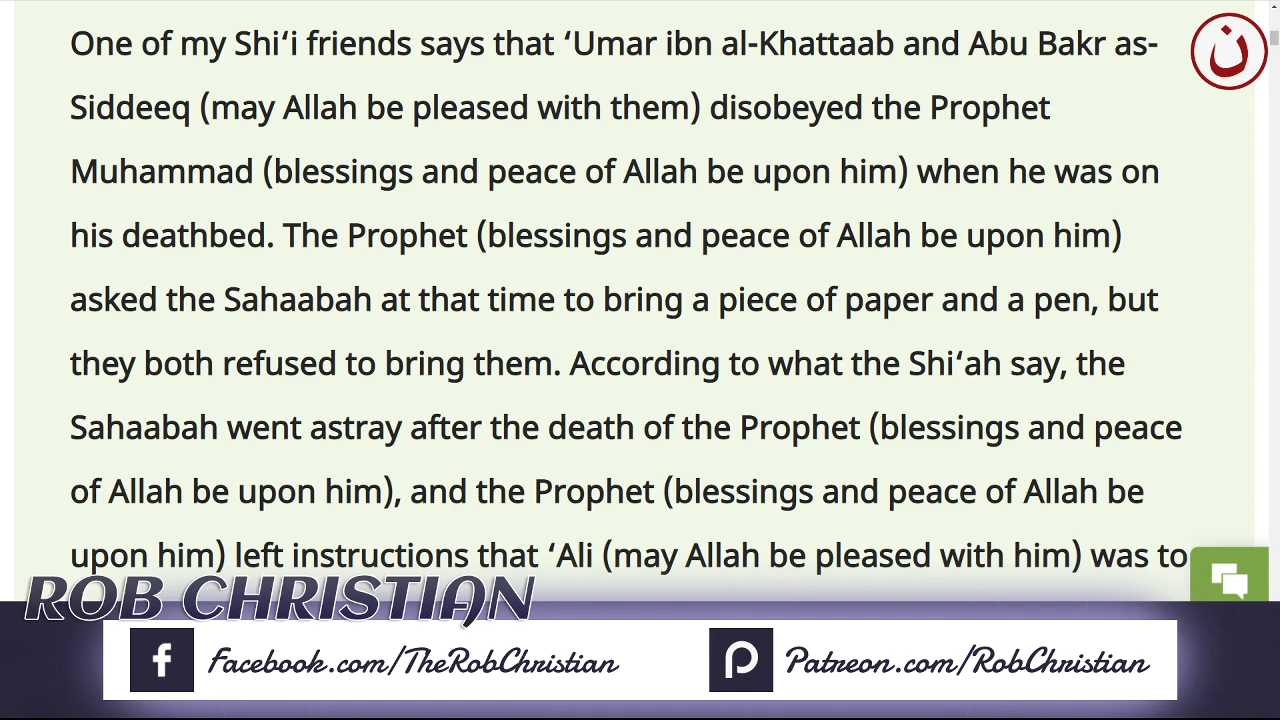 One of my Shi‘i friends says that ‘Umar ibn al-Khattaab and Abu Bakr as-
Siddeeq (may Allah be pleased with them) disobeyed the Prophet
Muhammad (blessings and peace of Allah be upon him) when he was on
his deathbed. The Prophet (blessings and peace of Allah be upon him)
asked the Sahaabah at that time to bring a piece of paper and a pen, but
they both refused to bring them. According to what the Shi‘ah say, the
Sahaabah went astray after the death of the Prophet (blessings and peace
of Allah be upon him), and the Prophet (blessings and peace of Allah be
upon him) left instructions that ‘Ali (may Allah be pleased with him) was to
ن
ROB CHRISTIAN
Facebook.com/TheRobChristian
Patreon.com/RobChristian